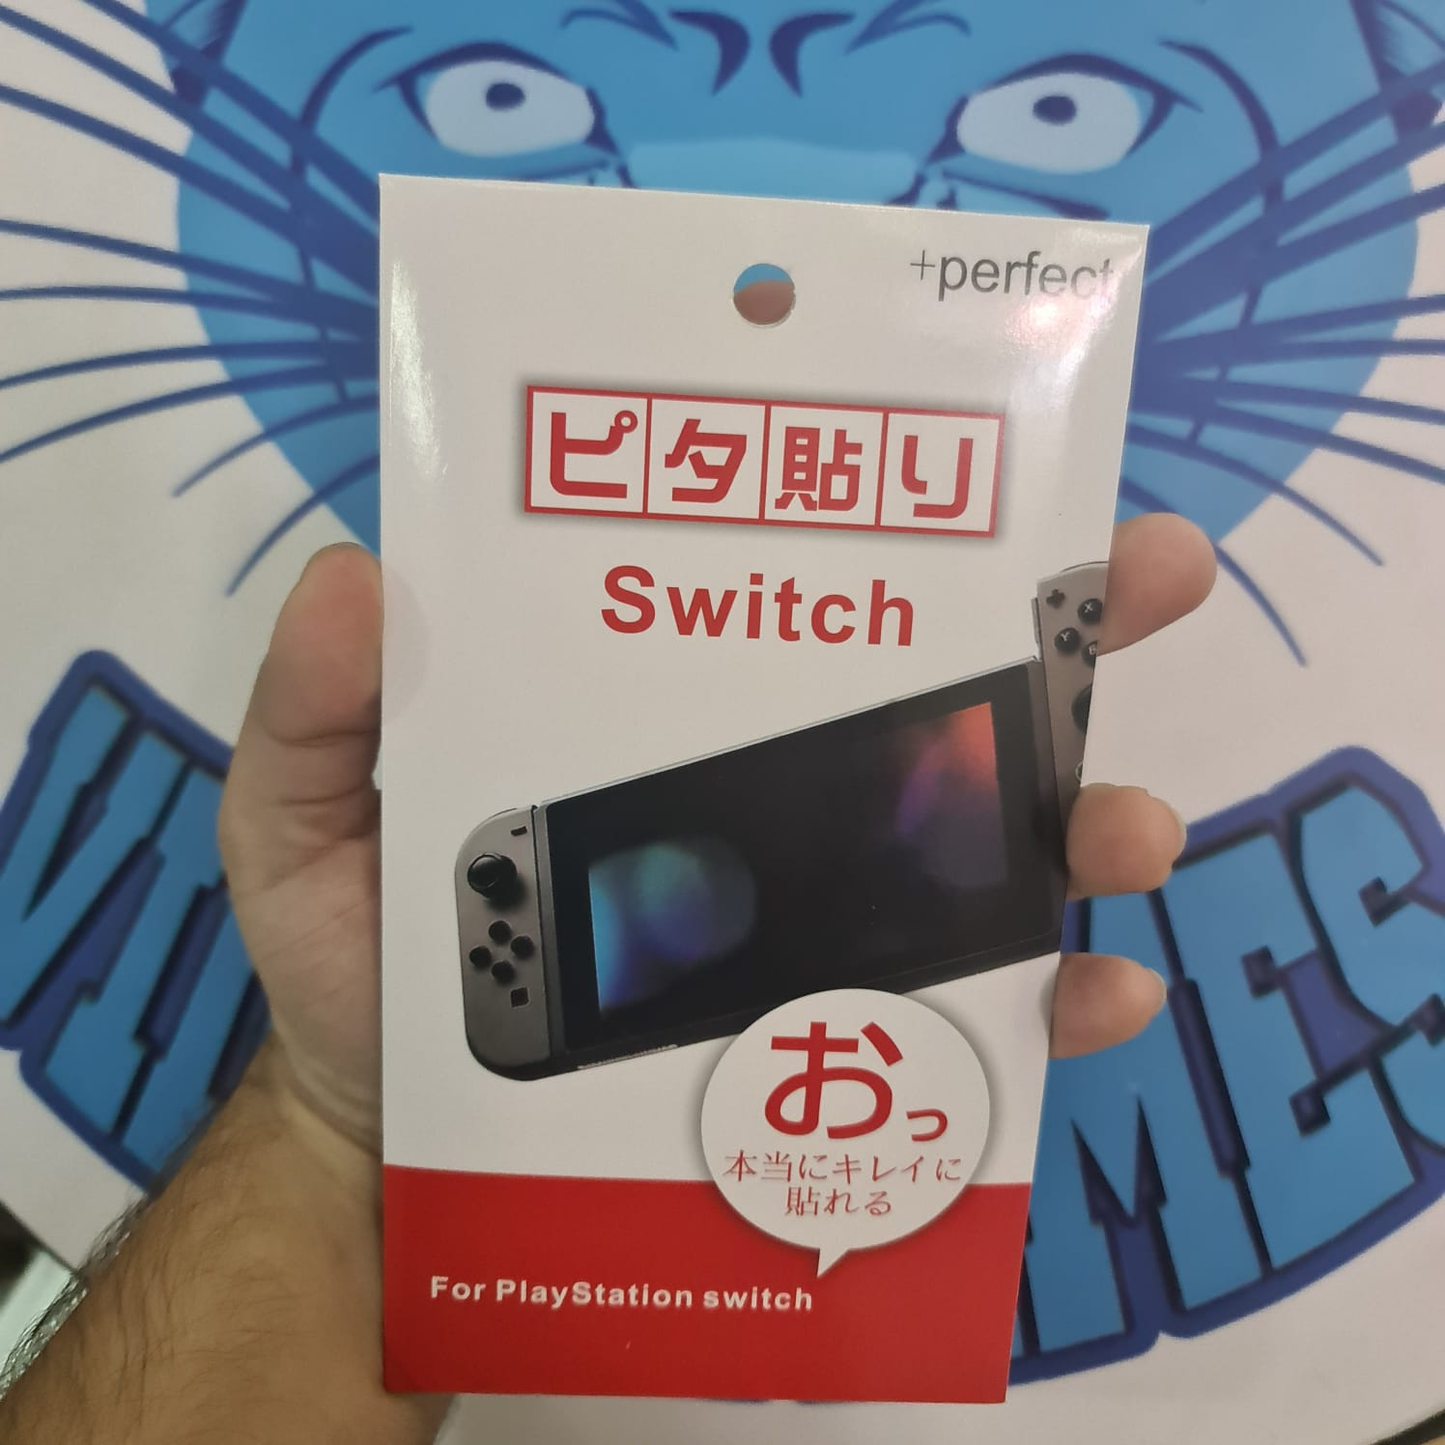 +perfect
ピタ貼り
Switch
X
Y
B
おっ
本当にキレイに
貼れる
For PlayStation switch